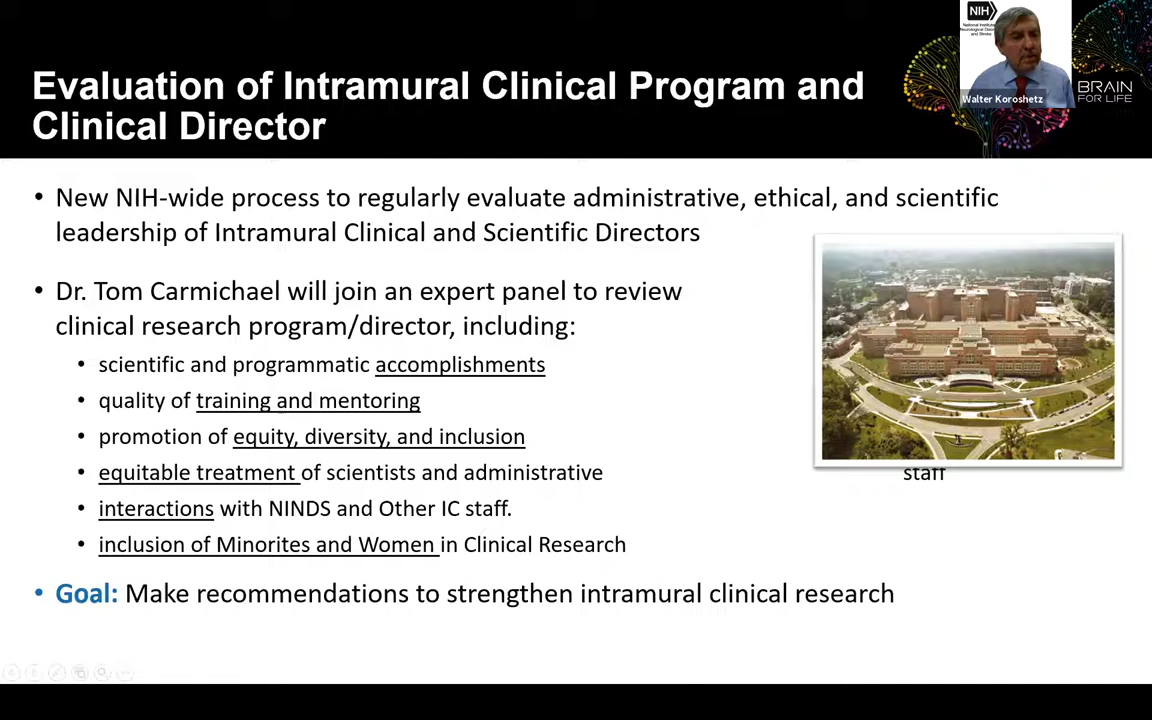 NIH
National Institute
Neurological Disor
and Stroke
Walter Koroshetz
BRAIN
FOR LIFE
Evaluation of Intramural Clinical Program and
Clinical Director
• New NIH-wide process to regularly evaluate administrative, ethical, and scientific
leadership of Intramural Clinical and Scientific Directors
• Dr. Tom Carmichael will join an expert panel to review
clinical research program/director, including:
• scientific and programmatic accomplishments
• quality of training and mentoring
• promotion of equity, diversity, and inclusion
• equitable treatment of scientists and administrative staff
• interactions with NINDS and Other IC staff.
• inclusion of Minorites and Women in Clinical Research
• Goal: Make recommendations to strengthen intramural clinical research